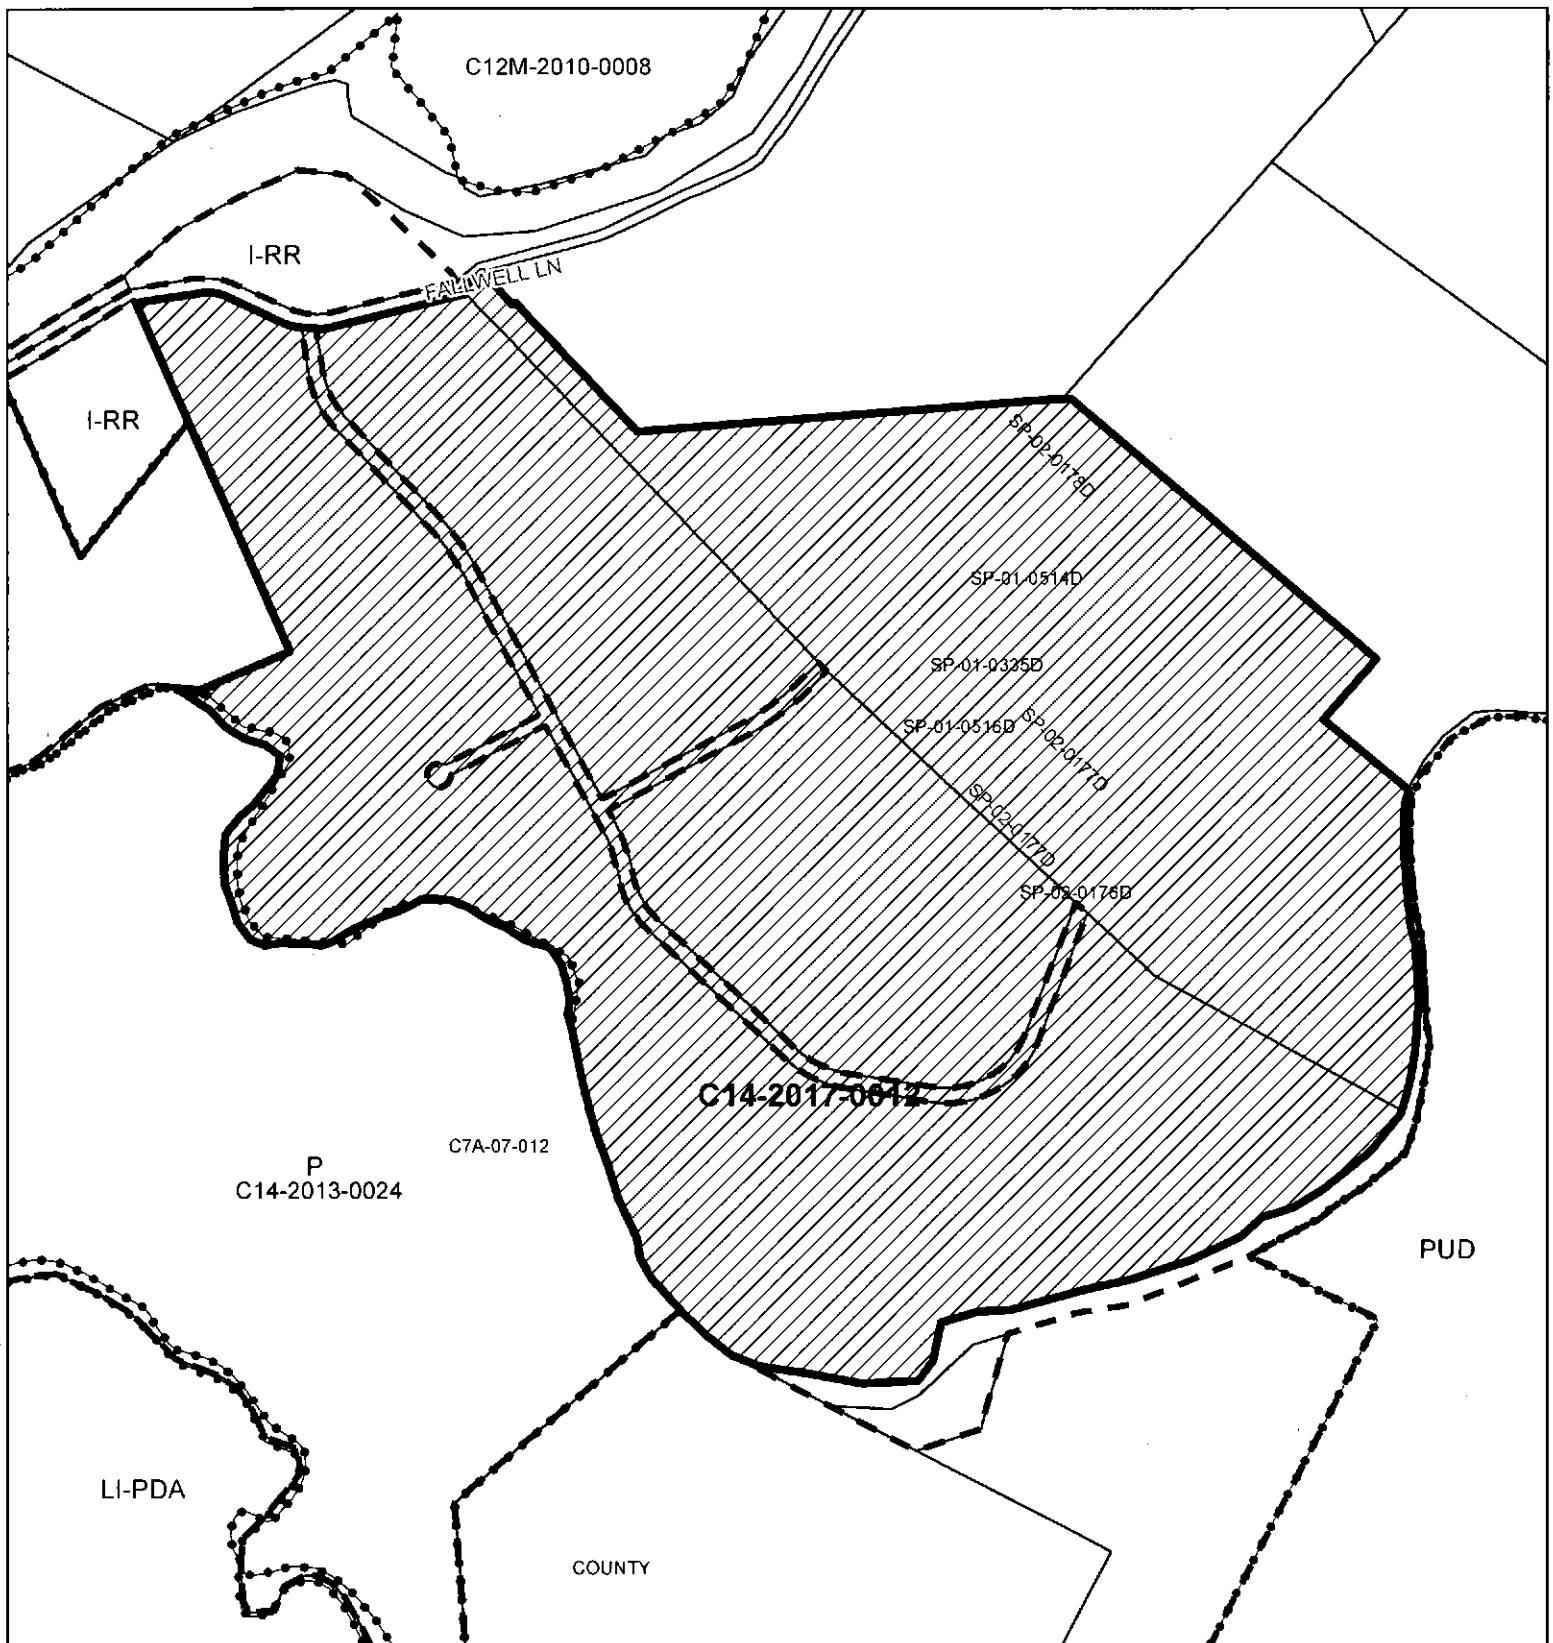 C12M-2010-0008
I-RR
FALLWELL LN
I-RR
SP-02-0178D
SP-01-0514D
SP-01-0335D
SP-01-0516D
SP-02-0177D
SP-02-0177D
SP-02-0176D
C14-2017-0012
C7A-07-012
P
C14-2013-0024
PUD
LI-PDA
COUNTY